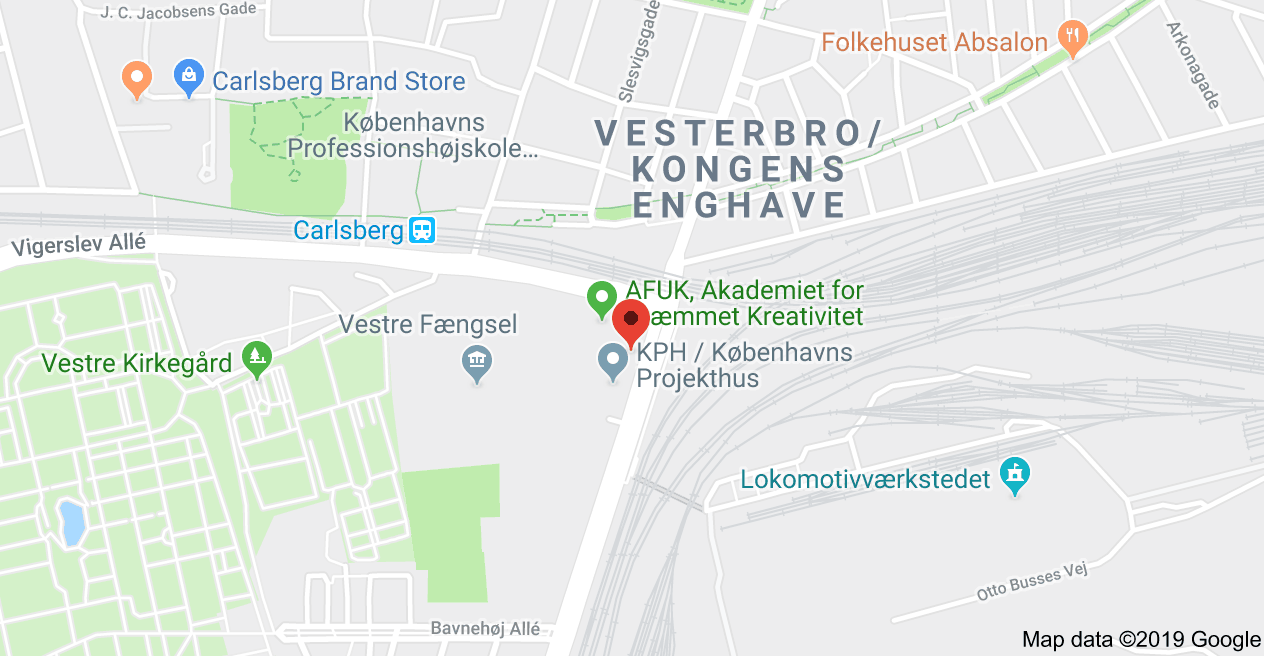 J. C. Jacobsens Gade
Slesvigsgade
Folkehuset Absalon
Arkonagade
Carlsberg Brand Store
Københavns
Professionshøjskole...
VESTERBRO/
KONGENS
ENGHAVE
Carlsberg
Vigerslev Allé
AFUK, Akademiet for
æmmet Kreativitet
Vestre Fængsel
KPH / Københavns
Projekthus
Vestre Kirkegård
Lokomotivværkstedet
Otto Busses Vej
Bavnehøj Allé
Map data ©2019 Google